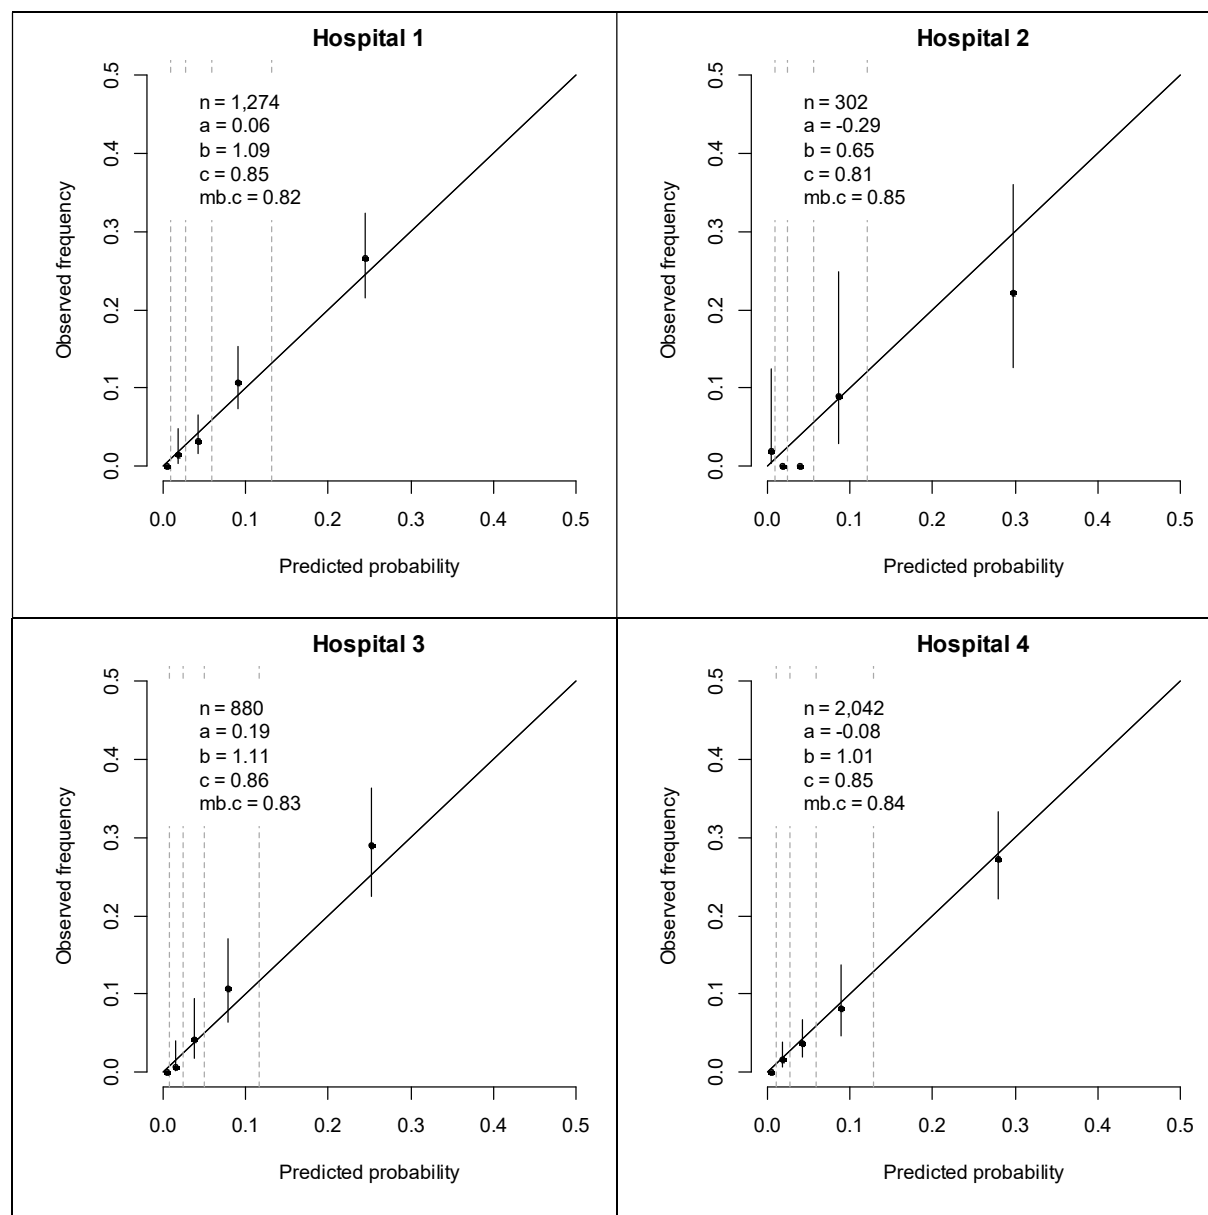 Hospital 1
n = 1,274
a = 0.06
b = 1.09
c = 0.85
mb.c = 0.82
Observed frequency
0.5
0.4
0.3
0.2
0.1
0.0
0.0 0.1 0.2 0.3 0.4 0.5
Predicted probability
Hospital 2
n = 302
a = -0.29
b = 0.65
c = 0.81
mb.c = 0.85
Observed frequency
0.5
0.4
0.3
0.2
0.1
0.0
0.0 0.1 0.2 0.3 0.4 0.5
Predicted probability
Hospital 3
n = 880
a = 0.19
b = 1.11
c = 0.86
mb.c = 0.83
Observed frequency
0.5
0.4
0.3
0.2
0.1
0.0
0.0 0.1 0.2 0.3 0.4 0.5
Predicted probability
Hospital 4
n = 2,042
a = -0.08
b = 1.01
c = 0.85
mb.c = 0.84
Observed frequency
0.5
0.4
0.3
0.2
0.1
0.0
0.0 0.1 0.2 0.3 0.4 0.5
Predicted probability